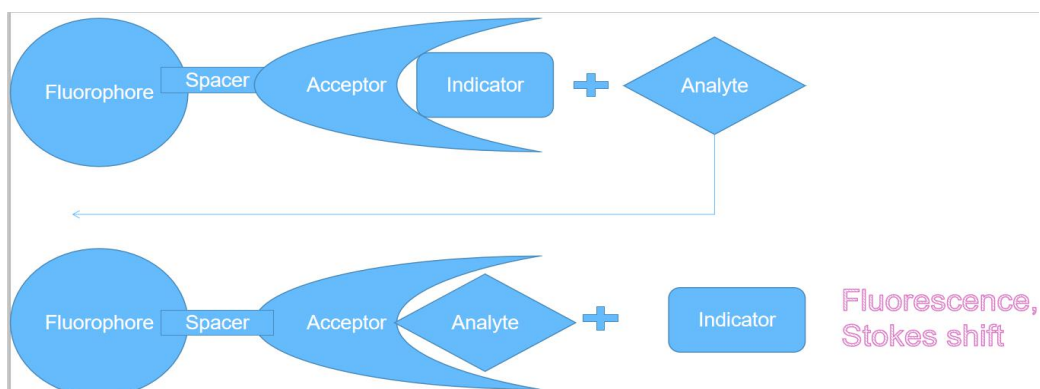 Fluorophore
Spacer
Acceptor
Indicator
Analyte
Fluorophore
Spacer
Acceptor
Analyte
Indicator
Fluorescence,
Stokes shift